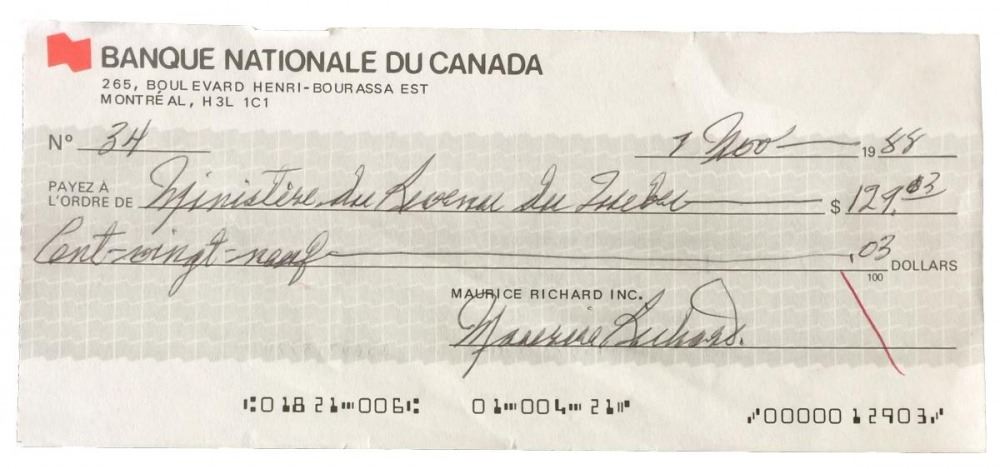 BANQUE NATIONALE DU CANADA
265, BOULEVARD HENRI-BOURASSA EST
MONTRÉAL, H3L 1C1
N° 34 1 Nov 19 88
PAYEZ À L'ORDRE DE Ministère du Revenu du Québec $ 129.03
Cent-vingt-neuf .03 /100 DOLLARS
MAURICE RICHARD INC.
Maurice Richard
⑆01821⑉006⑆ 01⑉004⑉21⑈ ⑇0000012903⑇